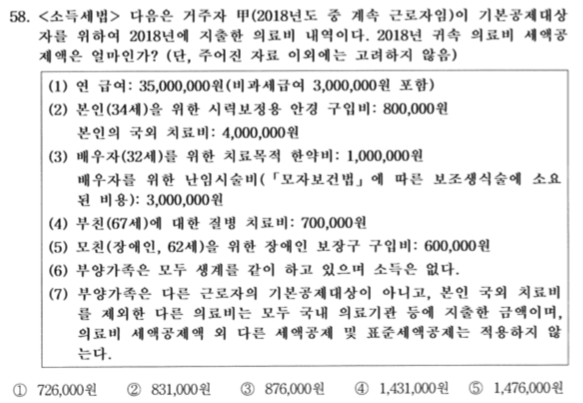 58. <소득세법> 다음은 거주자 甲(2018년도 중 계속 근로자임)이 기본공제대상
자를 위하여 2018년에 지출한 의료비 내역이다. 2018년 귀속 의료비 세액공
제액은 얼마인가? (단, 주어진 자료 이외에는 고려하지 않음)
(1) 연 급여: 35,000,000원(비과세급여 3,000,000원 포함)
(2) 본인(34세)을 위한 시력보정용 안경 구입비: 800,000원
본인의 국외 치료비: 4,000,000원
(3) 배우자(32세)를 위한 치료목적 한약비: 1,000,000원
배우자를 위한 난임시술비(「모자보건법」에 따른 보조생식술에 소요
된 비용): 3,000,000원
(4) 부친(67세)에 대한 질병 치료비: 700,000원
(5) 모친(장애인, 62세)을 위한 장애인 보장구 구입비: 600,000원
(6) 부양가족은 모두 생계를 같이 하고 있으며 소득은 없다.
(7) 부양가족은 다른 근로자의 기본공제대상이 아니고, 본인 국외 치료비
를 제외한 다른 의료비는 모두 국내 의료기관 등에 지출한 금액이며,
의료비 세액공제액 외 다른 세액공제 및 표준세액공제는 적용하지 않
는다.
① 726,000원 ② 831,000원 ③ 876,000원 ④ 1,431,000원 ⑤ 1,476,000원